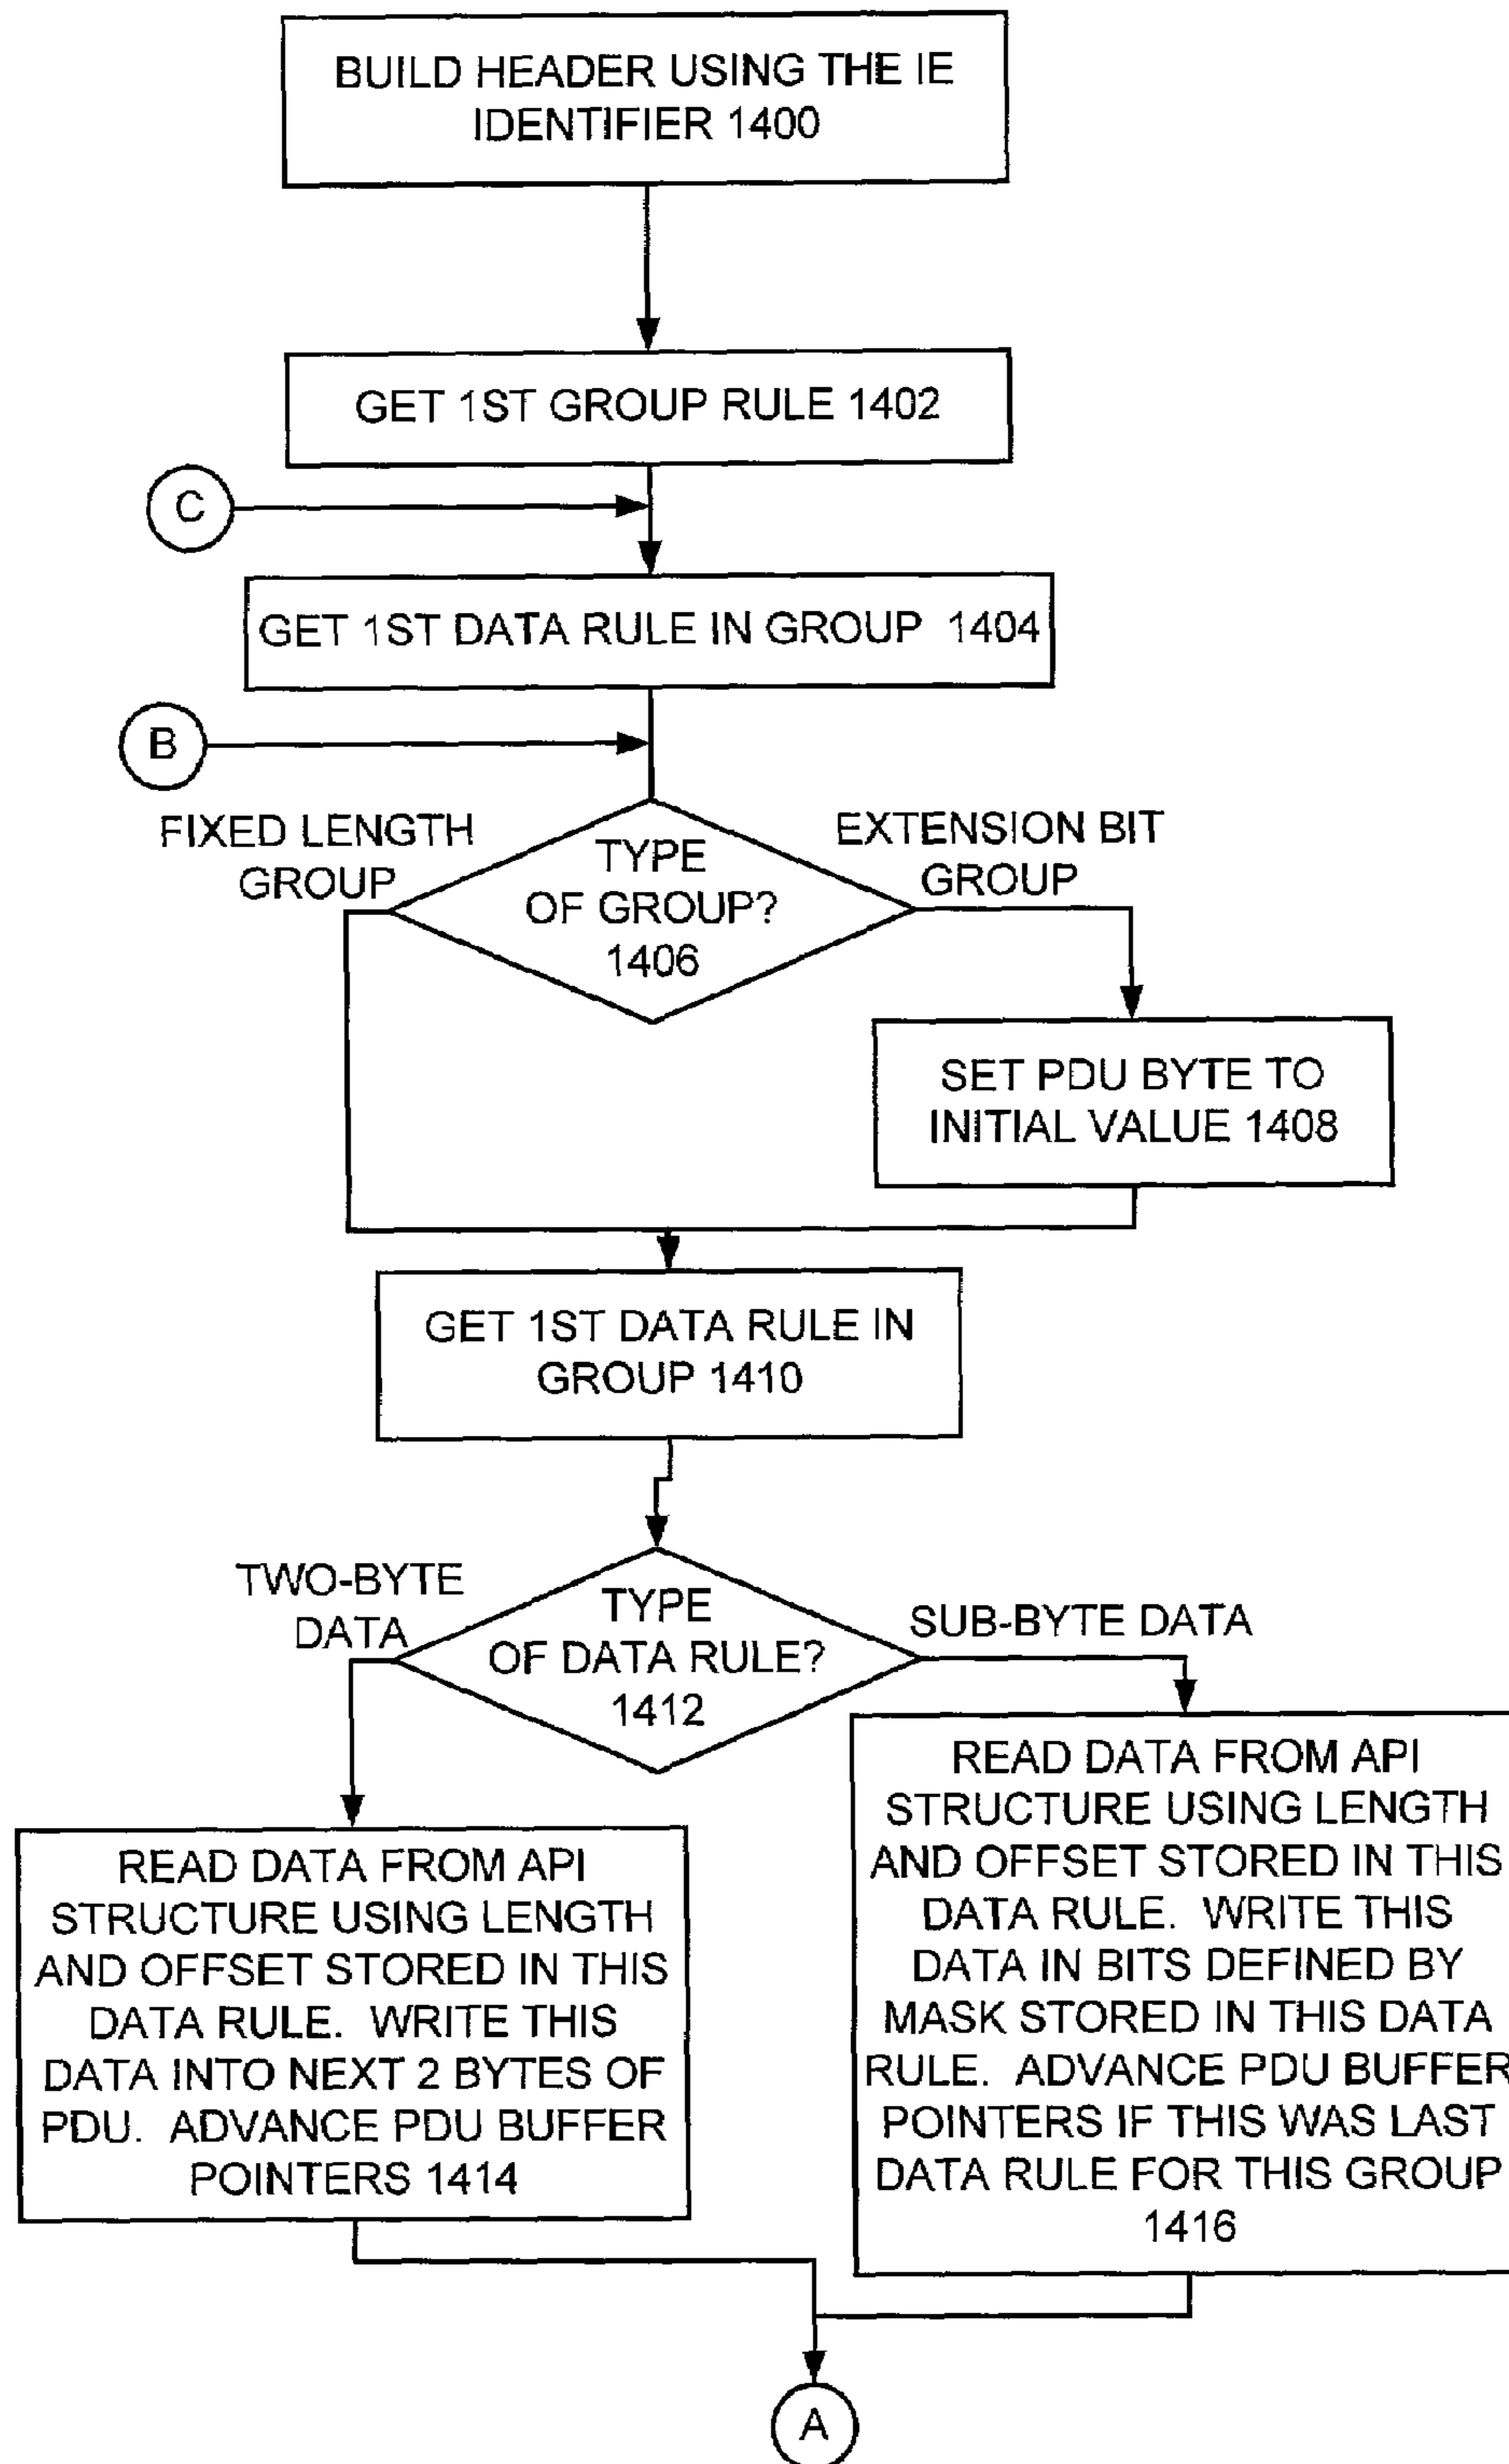 BUILD HEADER USING THE IE
IDENTIFIER 1400
GET 1ST GROUP RULE 1402
C
GET 1ST DATA RULE IN GROUP 1404
B
FIXED LENGTH
GROUP
TYPE
OF GROUP?
1406
EXTENSION BIT
GROUP
SET PDU BYTE TO
INITIAL VALUE 1408
GET 1ST DATA RULE IN
GROUP 1410
TWO-BYTE
DATA
TYPE
OF DATA RULE?
1412
SUB-BYTE DATA
READ DATA FROM API
STRUCTURE USING LENGTH
AND OFFSET STORED IN THIS
DATA RULE. WRITE THIS
DATA INTO NEXT 2 BYTES OF
PDU. ADVANCE PDU BUFFER
POINTERS 1414
READ DATA FROM API
STRUCTURE USING LENGTH
AND OFFSET STORED IN THIS
DATA RULE. WRITE THIS
DATA IN BITS DEFINED BY
MASK STORED IN THIS DATA
RULE. ADVANCE PDU BUFFER
POINTERS IF THIS WAS LAST
DATA RULE FOR THIS GROUP
1416
A